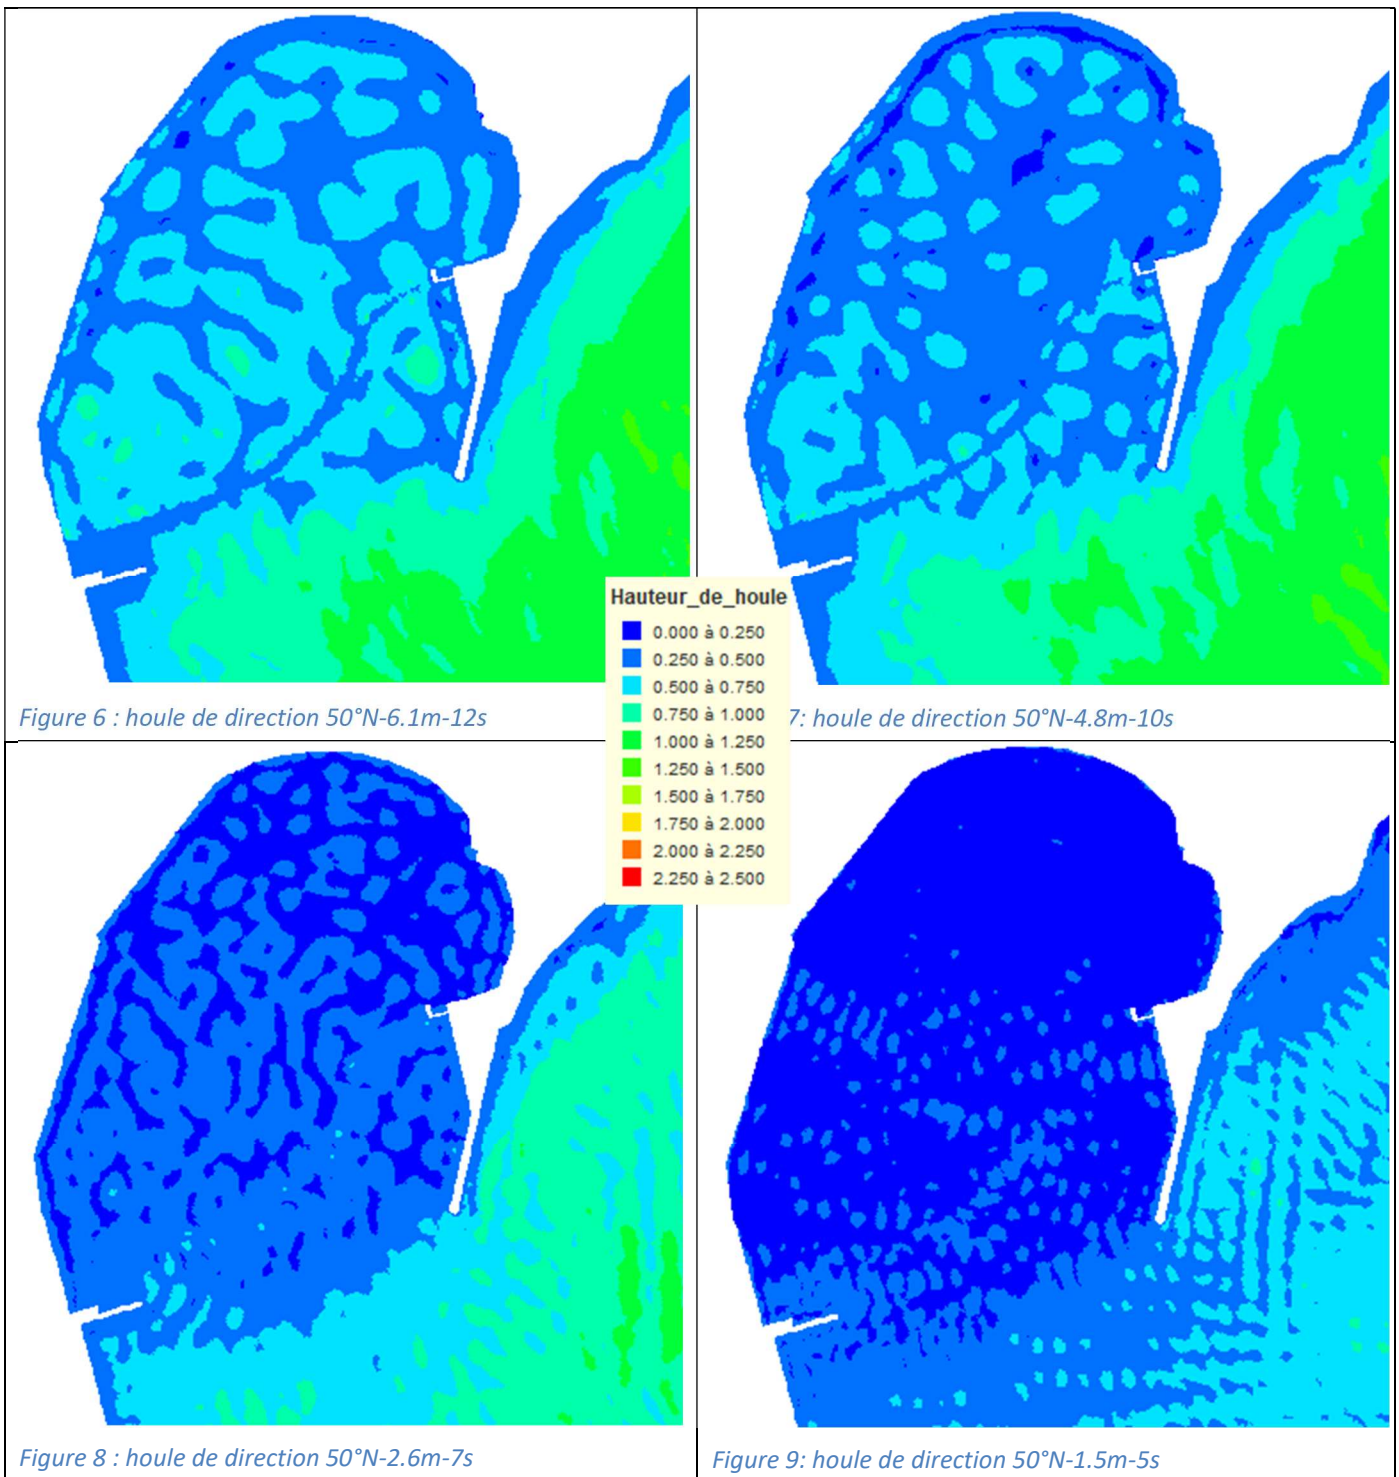 Hauteur_de_houle
0.000 à 0.250
0.250 à 0.500
0.500 à 0.750
0.750 à 1.000
1.000 à 1.250
1.250 à 1.500
1.500 à 1.750
1.750 à 2.000
2.000 à 2.250
2.250 à 2.500
Figure 6 : houle de direction 50°N-6.1m-12s
7: houle de direction 50°N-4.8m-10s
Figure 8 : houle de direction 50°N-2.6m-7s
Figure 9: houle de direction 50°N-1.5m-5s